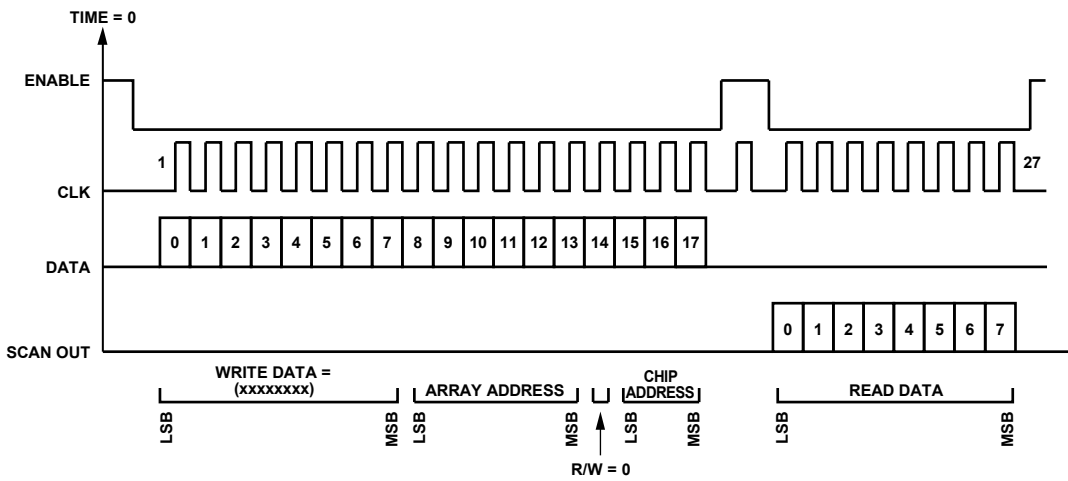 TIME = 0
ENABLE
1
27
CLK
0 1 2 3 4 5 6 7 8 9 10 11 12 13 14 15 16 17
DATA
0 1 2 3 4 5 6 7
SCAN OUT
WRITE DATA =
(xxxxxxxx)
ARRAY ADDRESS
CHIP
ADDRESS
READ DATA
LSB MSB LSB MSB LSB MSB LSB MSB
R/W = 0